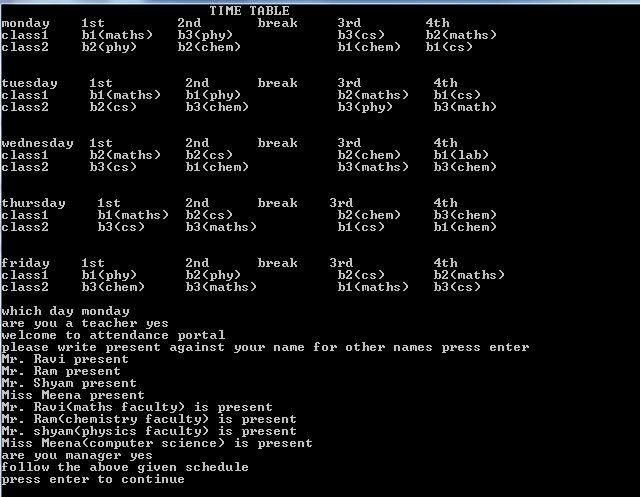 TIME TABLE
monday 1st 2nd break 3rd 4th
class1 b1(maths) b3(phy) b3(cs) b2(maths)
class2 b2(phy) b2(chem) b1(chem) b1(cs)
tuesday 1st 2nd break 3rd 4th
class1 b1(maths) b1(phy) b2(maths) b1(cs)
class2 b2(cs) b3(chem) b3(phy) b3(math)
wednesday 1st 2nd break 3rd 4th
class1 b2(maths) b2(cs) b2(chem) b1(lab)
class2 b3(cs) b1(chem) b3(maths) b3(chem)
thursday 1st 2nd break 3rd 4th
class1 b1(maths) b2(cs) b2(chem) b3(chem)
class2 b3(cs) b3(maths) b1(cs) b1(chem)
friday 1st 2nd break 3rd 4th
class1 b1(phy) b2(phy) b2(cs) b2(maths)
class2 b3(chem) b3(maths) b1(maths) b3(cs)
which day monday
are you a teacher yes
welcome to attendance portal
please write present against your name for other names press enter
Mr. Ravi present
Mr. Ram present
Mr. Shyam present
Miss Meena present
Mr. Ravi(maths faculty) is present
Mr. Ram(chemistry faculty) is present
Mr. shyam(physics faculty) is present
Miss Meena(computer science) is present
are you manager yes
follow the above given schedule
press enter to continue